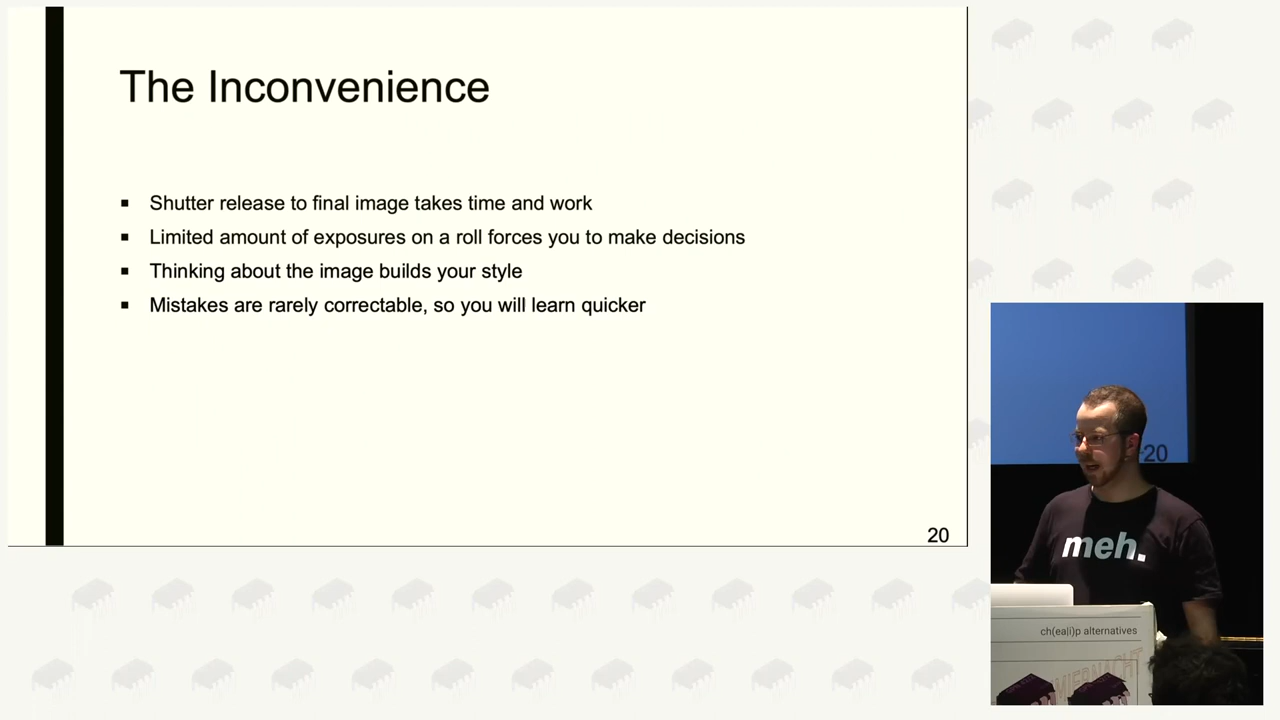 The Inconvenience
▪ Shutter release to final image takes time and work
▪ Limited amount of exposures on a roll forces you to make decisions
▪ Thinking about the image builds your style
▪ Mistakes are rarely correctable, so you will learn quicker
20
20
meh.
ch(ea|i)p alternatives